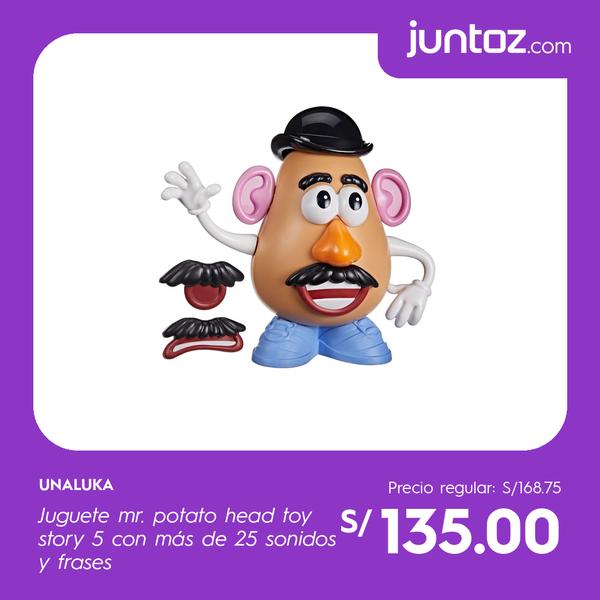 juntoz.com
UNALUKA
Juguete mr. potato head toy
story 5 con más de 25 sonidos
y frases
Precio regular: S/168.75
S/135.00